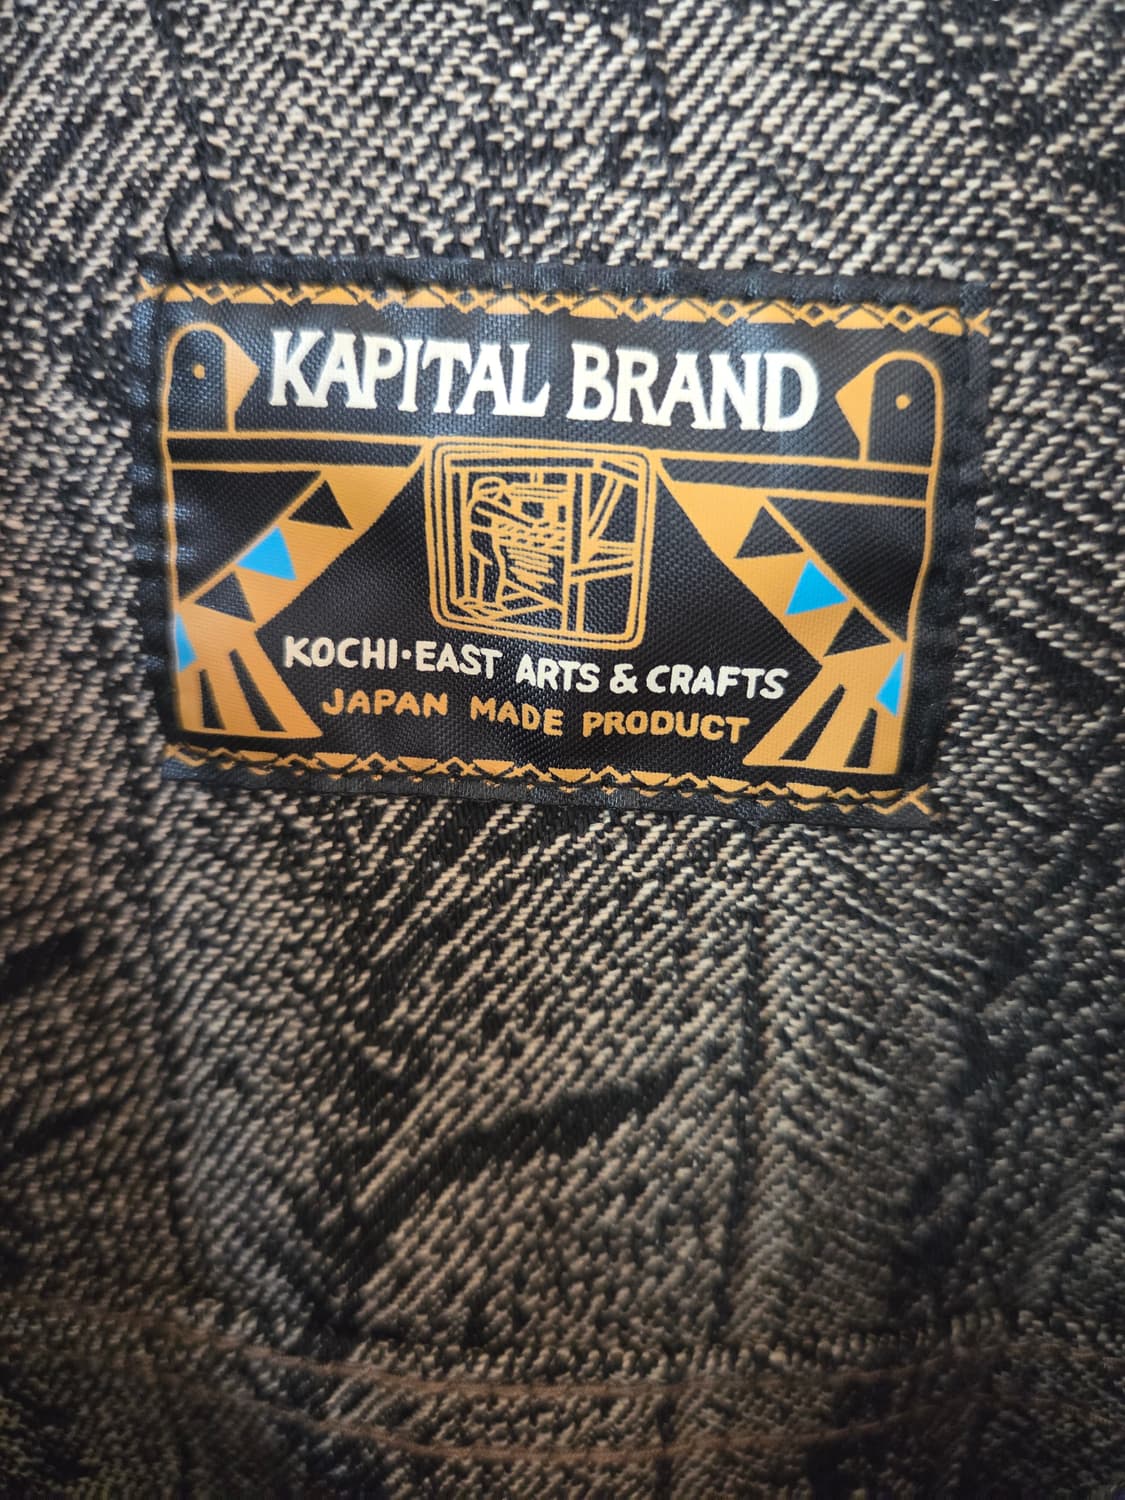 KAPITAL BRAND
KOCHI·EAST ARTS & CRAFTS
JAPAN MADE PRODUCT